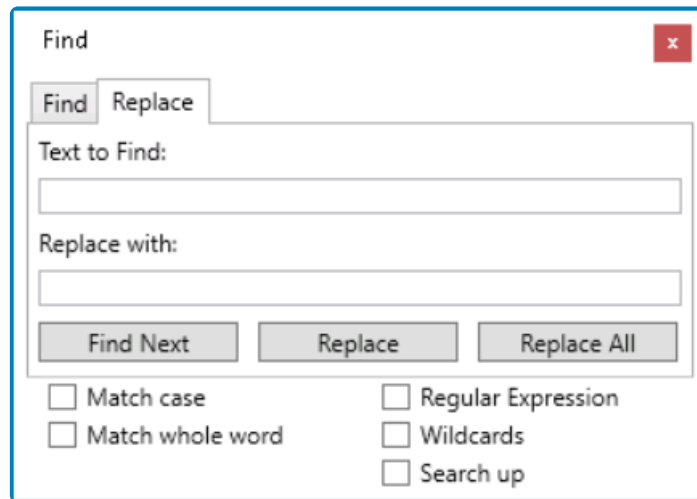 Find
x
Find Replace
Text to Find:
Replace with:
Find Next Replace Replace All
Match case Regular Expression
Match whole word Wildcards
Search up